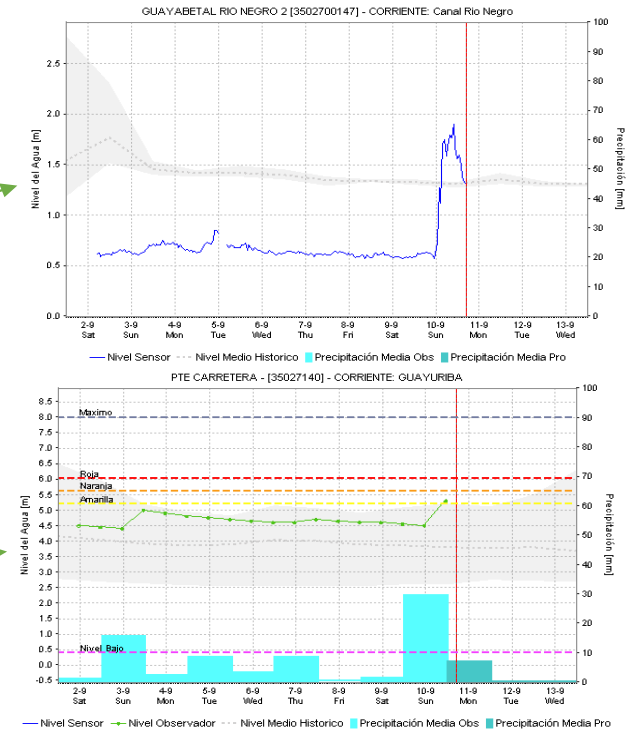 GUAYABETAL RIO NEGRO 2 [3502700147] - CORRIENTE: Canal Rio Negro
Nivel del Agua [m]
2.5
2.0
1.5
1.0
0.5
0.0
100
90
80
70
60
50
40
30
20
10
0
Precipitación [mm]
2-9 3-9 4-9 5-9 6-9 7-9 8-9 9-9 10-9 11-9 12-9 13-9
Sat Sun Mon Tue Wed Thu Fri Sat Sun Mon Tue Wed
Nivel Sensor Nivel Medio Historico Precipitación Media Obs Precipitación Media Pro
PTE CARRETERA - [35027140] - CORRIENTE: GUAYURIBA
Nivel del Agua [m]
8.5
8.0
7.5
7.0
6.5
6.0
5.5
5.0
4.5
4.0
3.5
3.0
2.5
2.0
1.5
1.0
0.5
0.0
-0.5
Maximo
Roja
Naranja
Amarilla
Nivel Bajo
100
90
80
70
60
50
40
30
20
10
0
Precipitación [mm]
2-9 3-9 4-9 5-9 6-9 7-9 8-9 9-9 10-9 11-9 12-9 13-9
Sat Sun Mon Tue Wed Thu Fri Sat Sun Mon Tue Wed
Nivel Sensor Nivel Observador Nivel Medio Historico Precipitación Media Obs Precipitación Media Pro